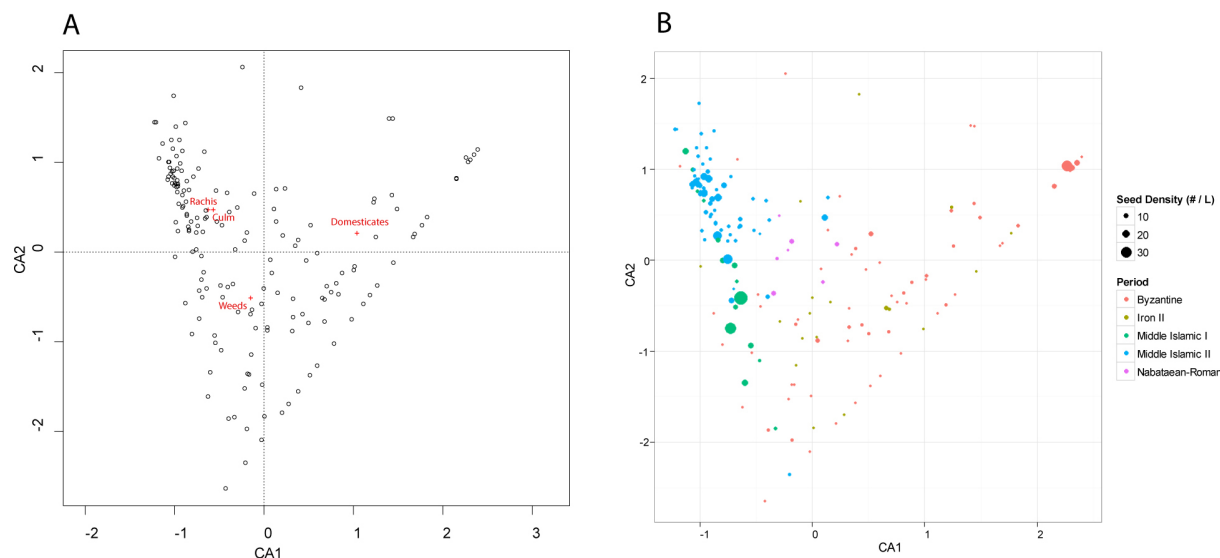 A
CA2
2
1
0
-1
-2
Rachis
Culm
Domesticates
Weeds
-2
-1
0
1
2
3
CA1
B
CA2
2
1
0
-1
-2
-1
0
1
2
CA1
Seed Density (# / L)
10
20
30
Period
Byzantine
Iron II
Middle Islamic I
Middle Islamic II
Nabataean-Roman